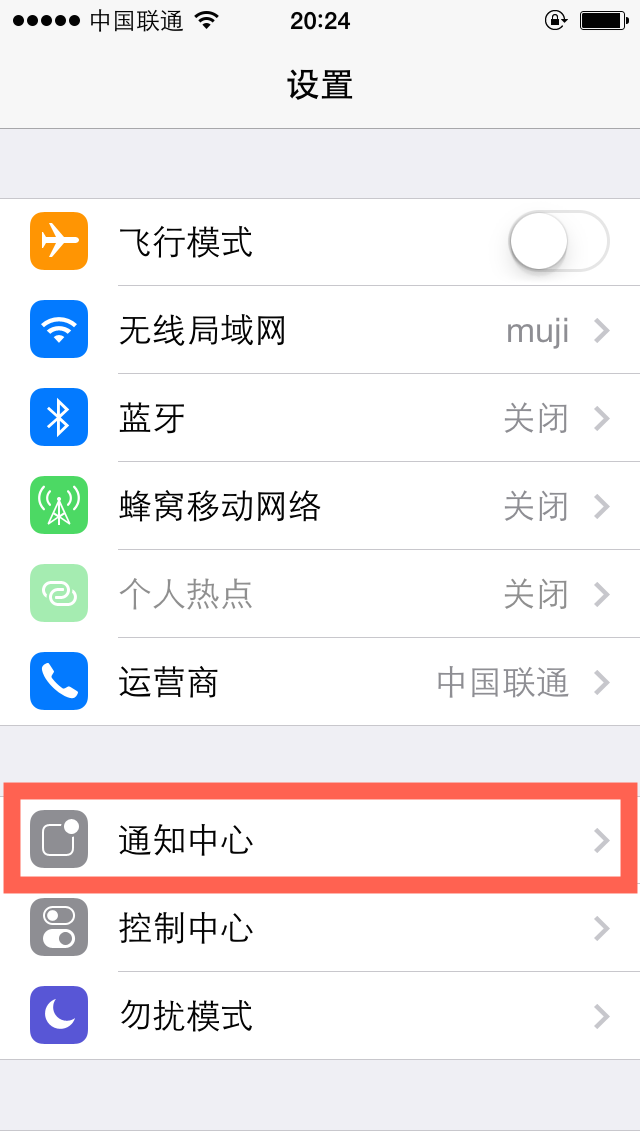 中国联通 20:24
设置
飞行模式
无线局域网 muji
蓝牙 关闭
蜂窝移动网络 关闭
个人热点 关闭
运营商 中国联通
通知中心
控制中心
勿扰模式